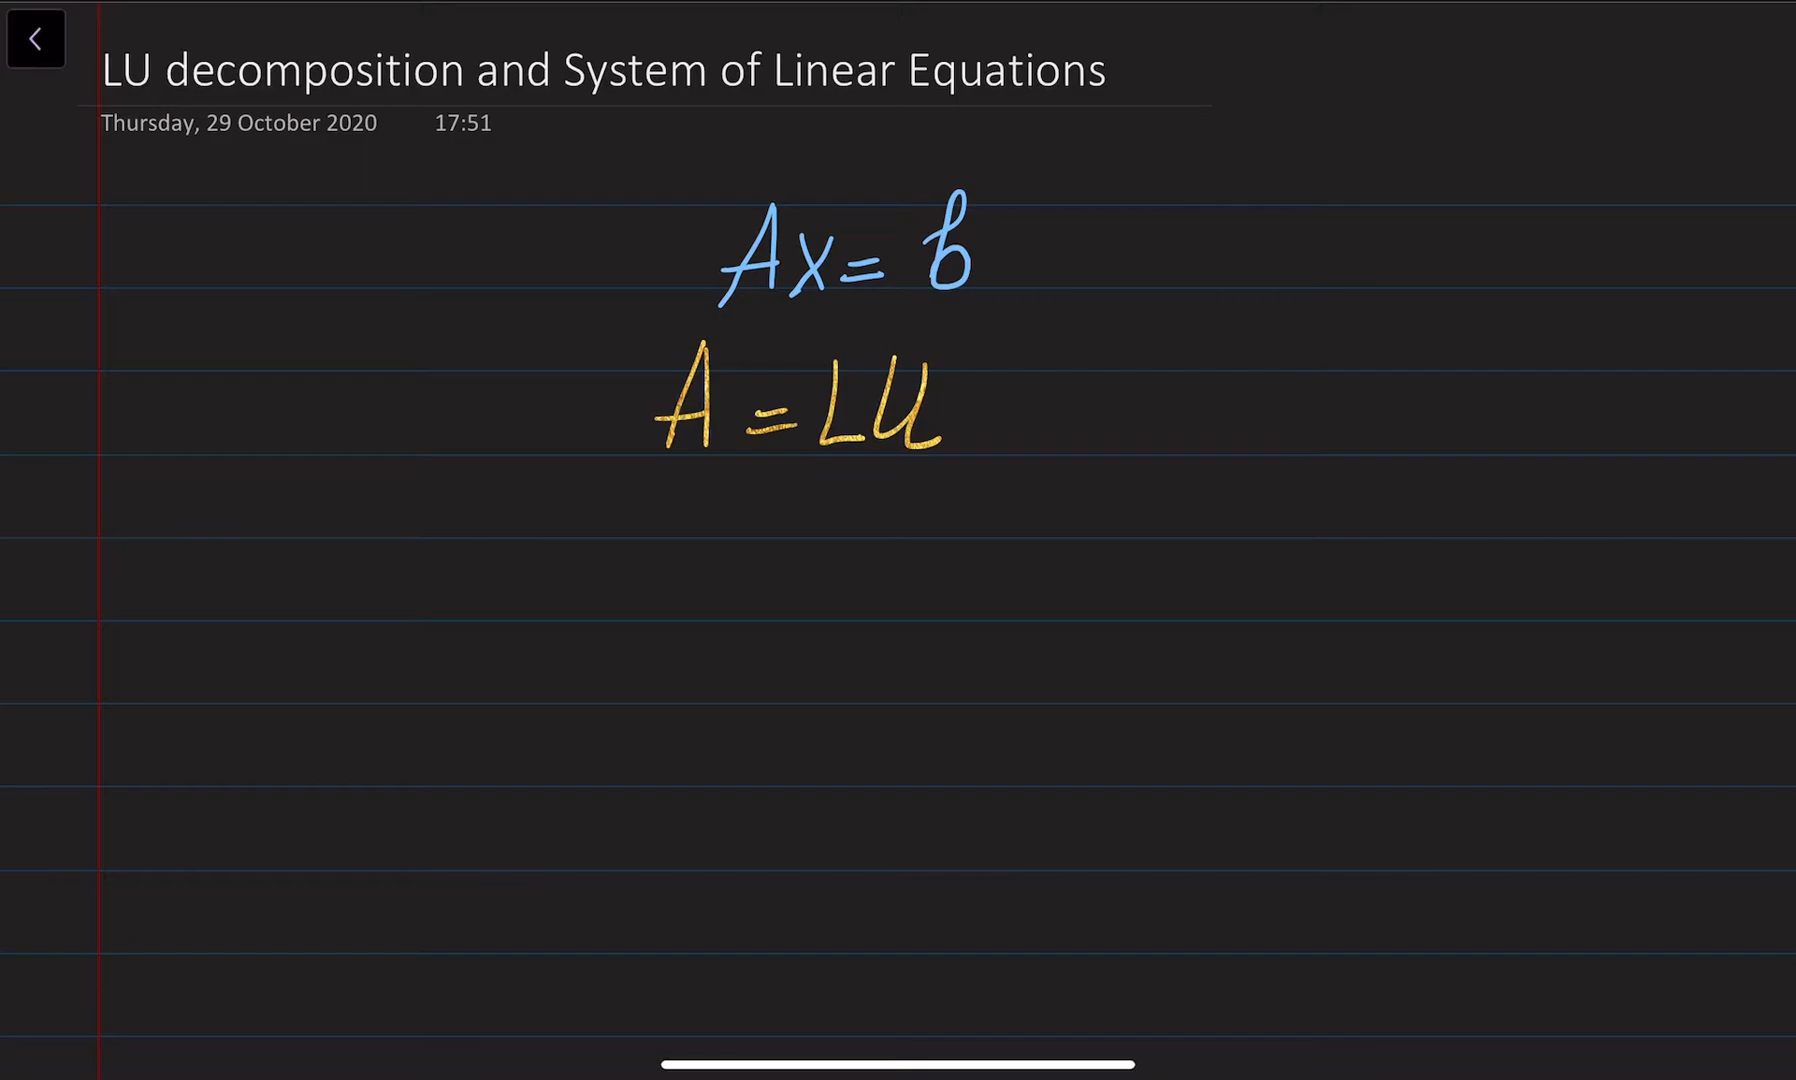 LU decomposition and System of Linear Equations
Thursday, 29 October 2020 17:51
Ax = b
A = LU